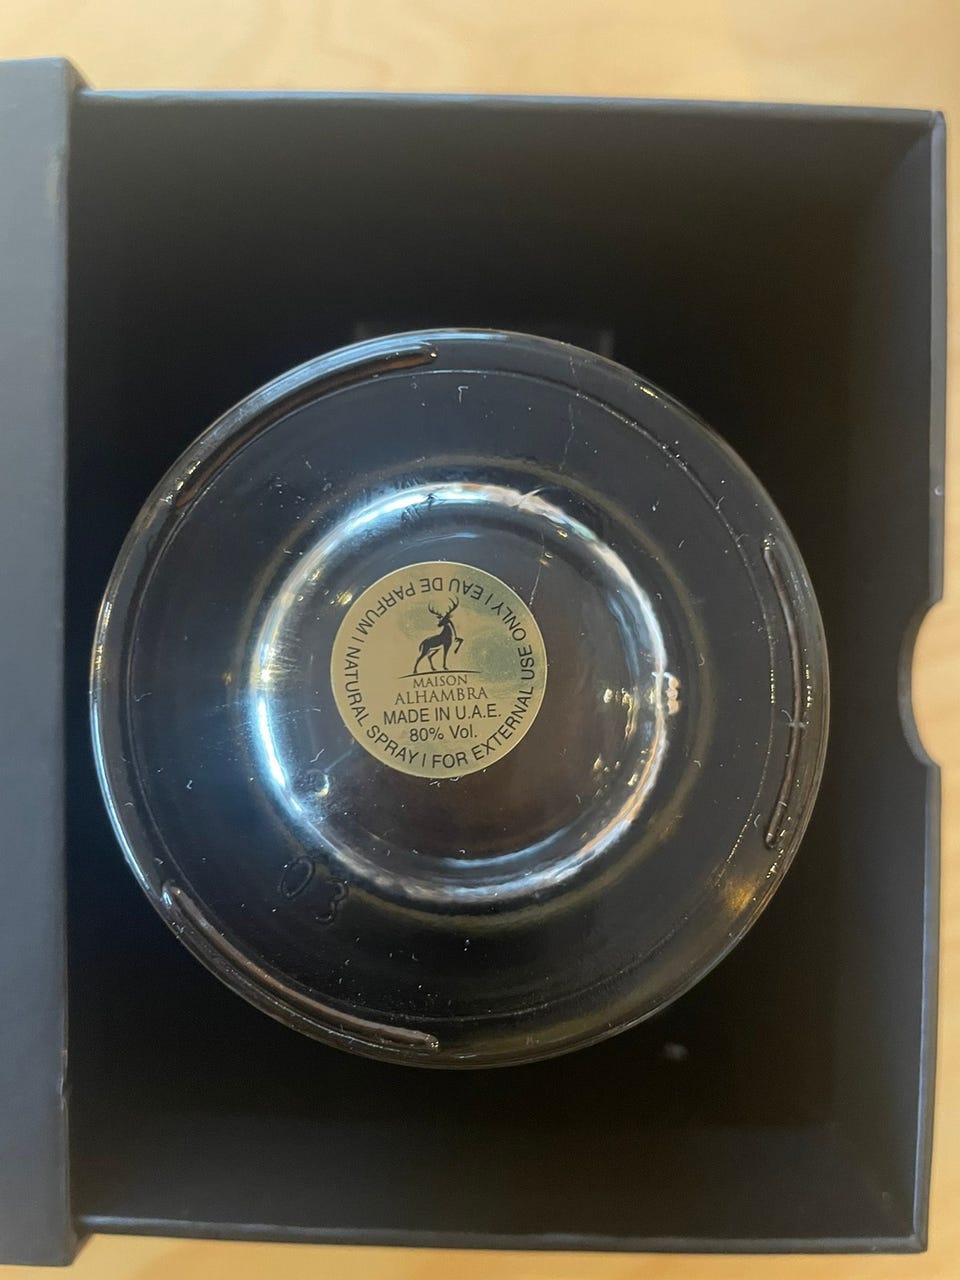 MAISON
ALHAMBRA
MADE IN U.A.E.
80% Vol.
EAU DE PARFUM | NATURAL SPRAY | FOR EXTERNAL USE ONLY |
03